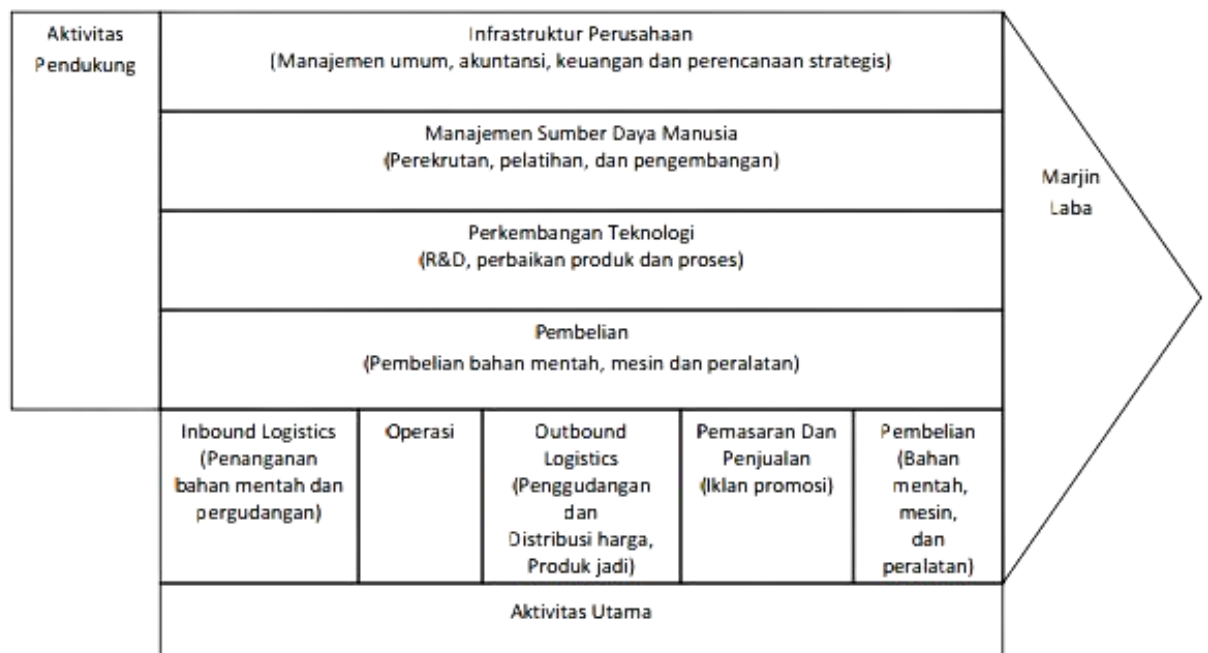 Aktivitas
Pendukung
Infrastruktur Perusahaan
(Manajemen umum, akuntansi, keuangan dan perencanaan strategis)
Manajemen Sumber Daya Manusia
(Perekrutan, pelatihan, dan pengembangan)
Perkembangan Teknologi
(R&D, perbaikan produk dan proses)
Pembelian
(Pembelian bahan mentah, mesin dan peralatan)
Marjin
Laba
Inbound Logistics
(Penanganan
bahan mentah dan
pergudangan)
Operasi
Outbound
Logistics
(Penggudangan
dan
Distribusi harga,
Produk jadi)
Pemasaran Dan
Penjualan
(Iklan promosi)
Pembelian
(Bahan
mentah,
mesin,
dan
peralatan)
Aktivitas Utama